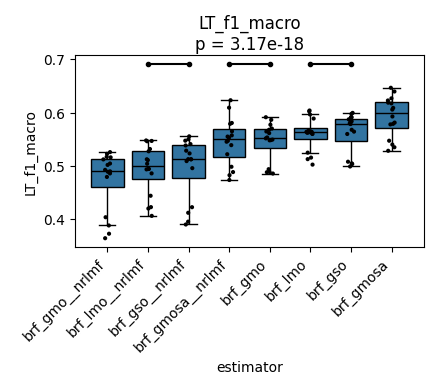 LT_f1_macro
p = 3.17e-18
LT_f1_macro
0.7
0.6
0.5
0.4
brf_gmo__nrlmf
brf_lmo__nrlmf
brf_gso__nrlmf
brf_gmosa__nrlmf
brf_gmo
brf_lmo
brf_gso
brf_gmosa
estimator